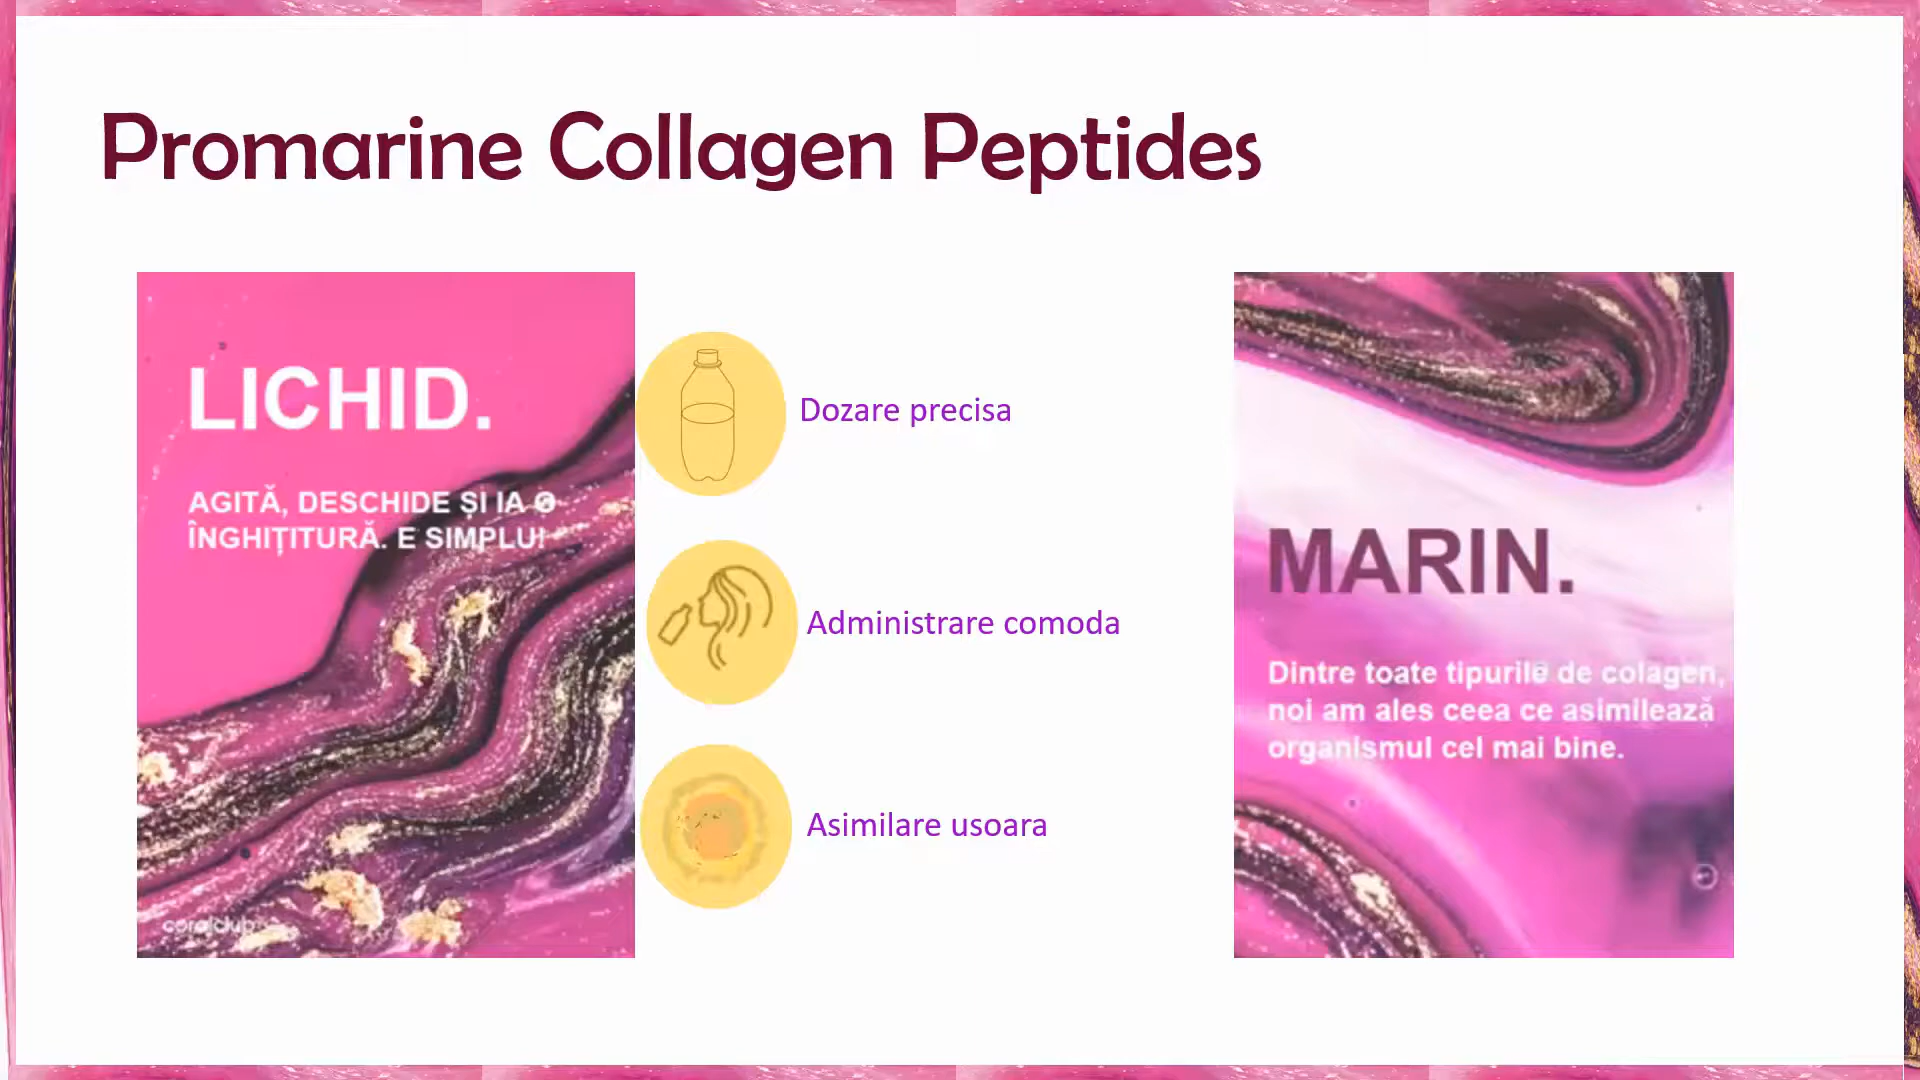 Promarine Collagen Peptides
LICHID.
AGITĂ, DESCHIDE ȘI IA O
ÎNGHIȚITURĂ. E SIMPLU!
coralclub
Dozare precisa
Administrare comoda
Asimilare usoara
MARIN.
Dintre toate tipurile de colagen,
noi am ales ceea ce asimilează
organismul cel mai bine.